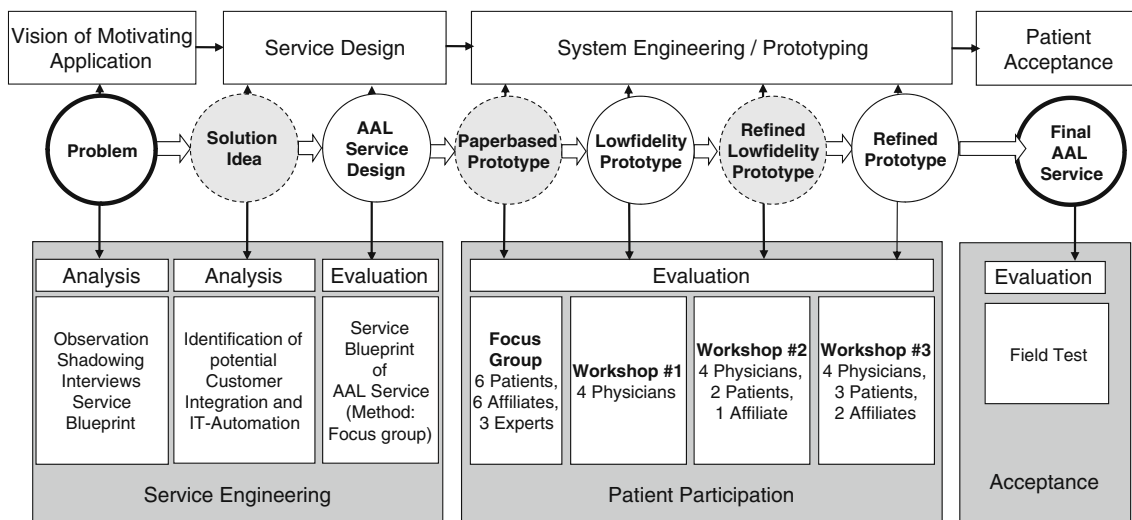 Vision of Motivating
Application
Service Design
System Engineering / Prototyping
Patient
Acceptance
Problem
Solution
Idea
AAL
Service
Design
Paperbased
Prototype
Lowfidelity
Prototype
Refined
Lowfidelity
Prototype
Refined
Prototype
Final
AAL
Service
Analysis
Analysis
Evaluation
Evaluation
Evaluation
Observation
Shadowing
Interviews
Service
Blueprint
Identification of
potential
Customer
Integration and
IT-Automation
Service
Blueprint
of
AAL Service
(Method:
Focus group)
Focus
Group
6 Patients,
6 Affiliates,
3 Experts
Workshop #1
4 Physicians
Workshop #2
4 Physicians,
2 Patients,
1 Affiliate
Workshop #3
4 Physicians,
3 Patients,
2 Affiliates
Field Test
Service Engineering
Patient Participation
Acceptance